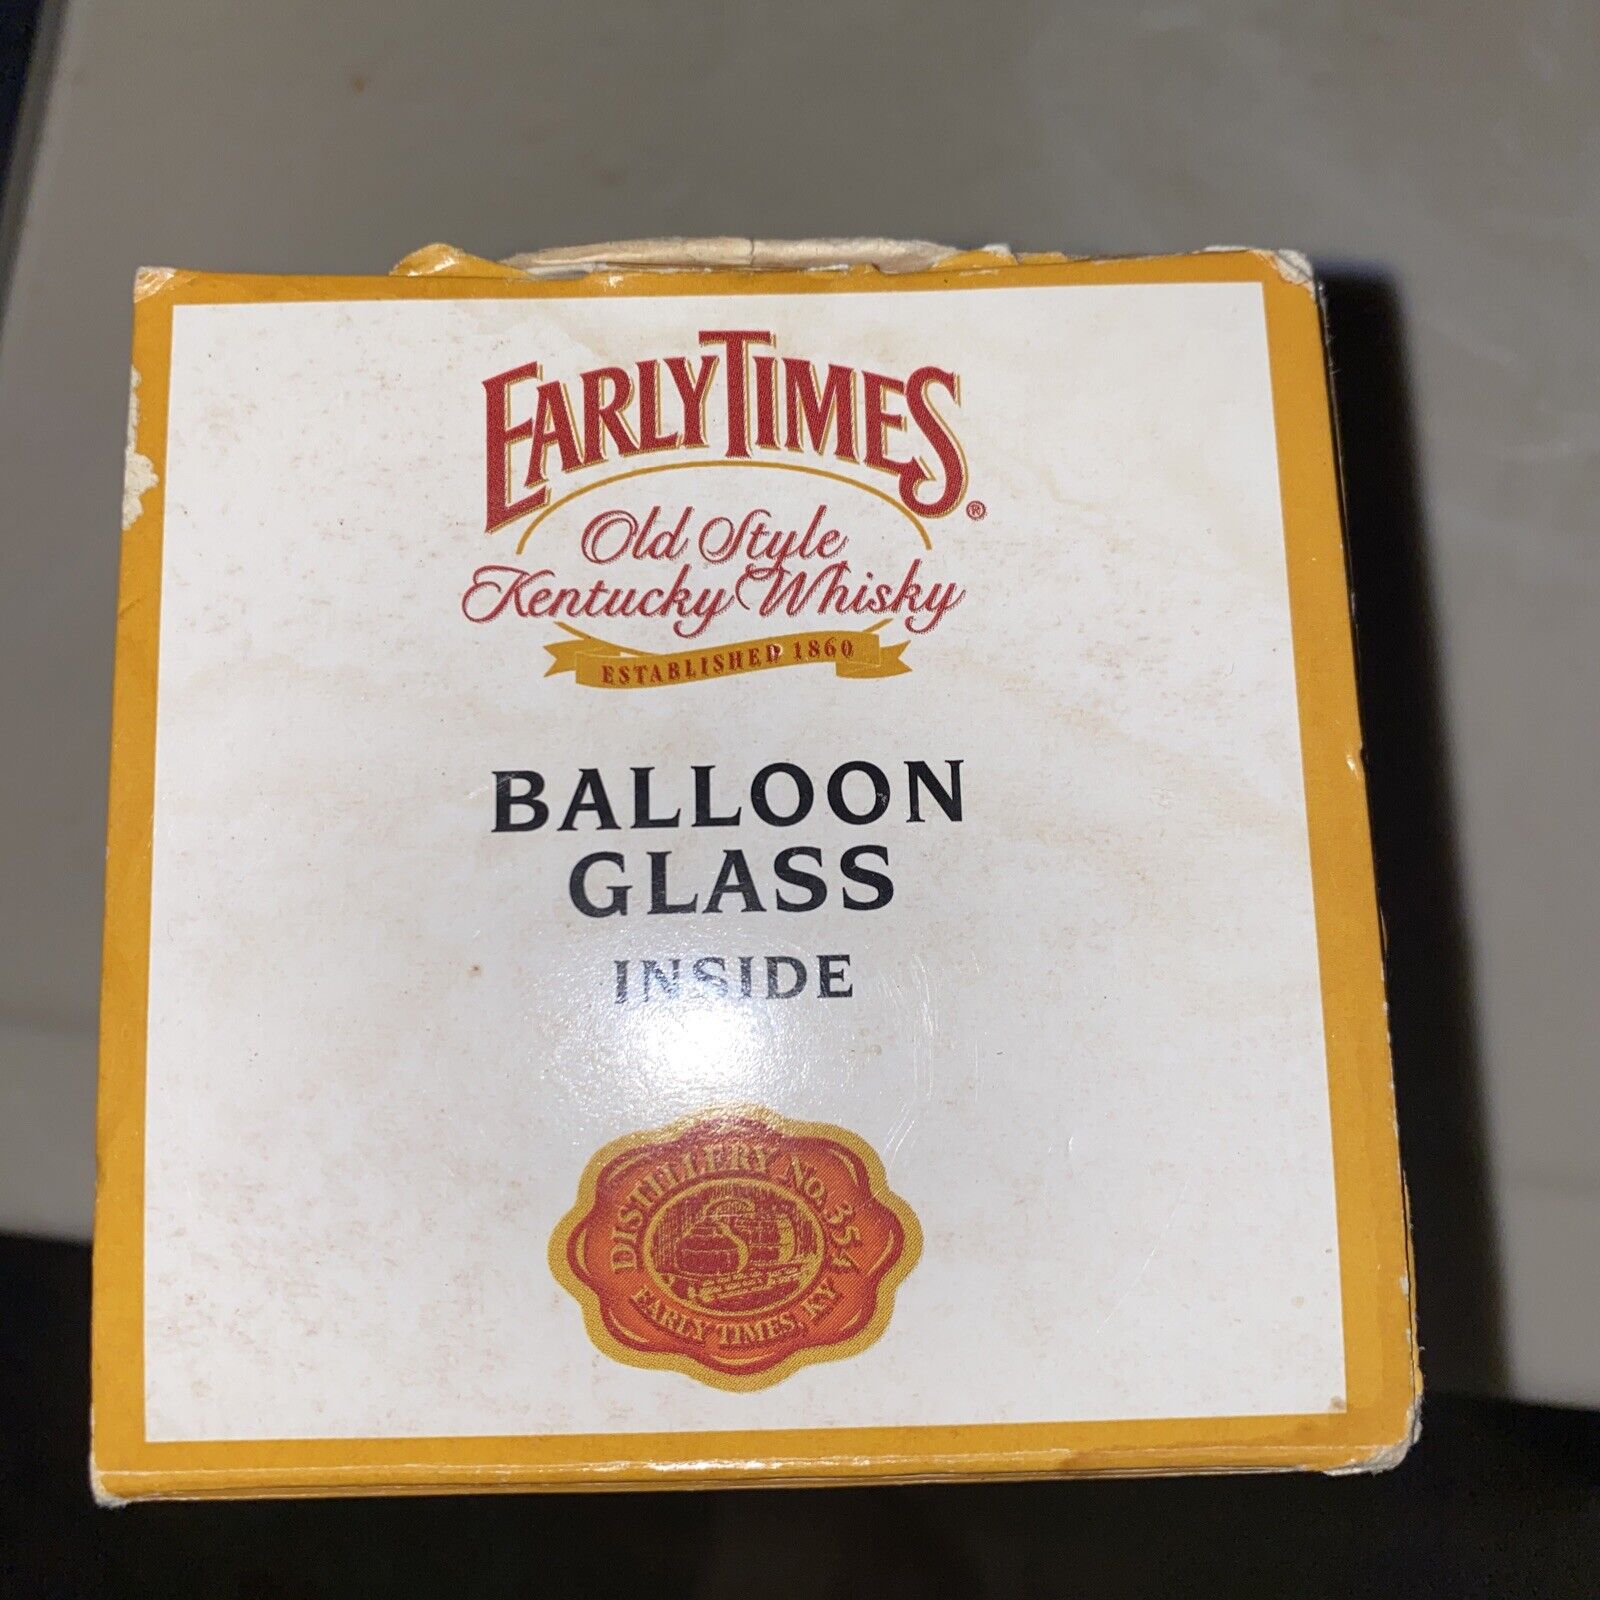 EARLY TIMES®
Old Style
Kentucky Whisky
ESTABLISHED 1860
BALLOON
GLASS
INSIDE
DISTILLERY NO. 354
EARLY TIMES, KY